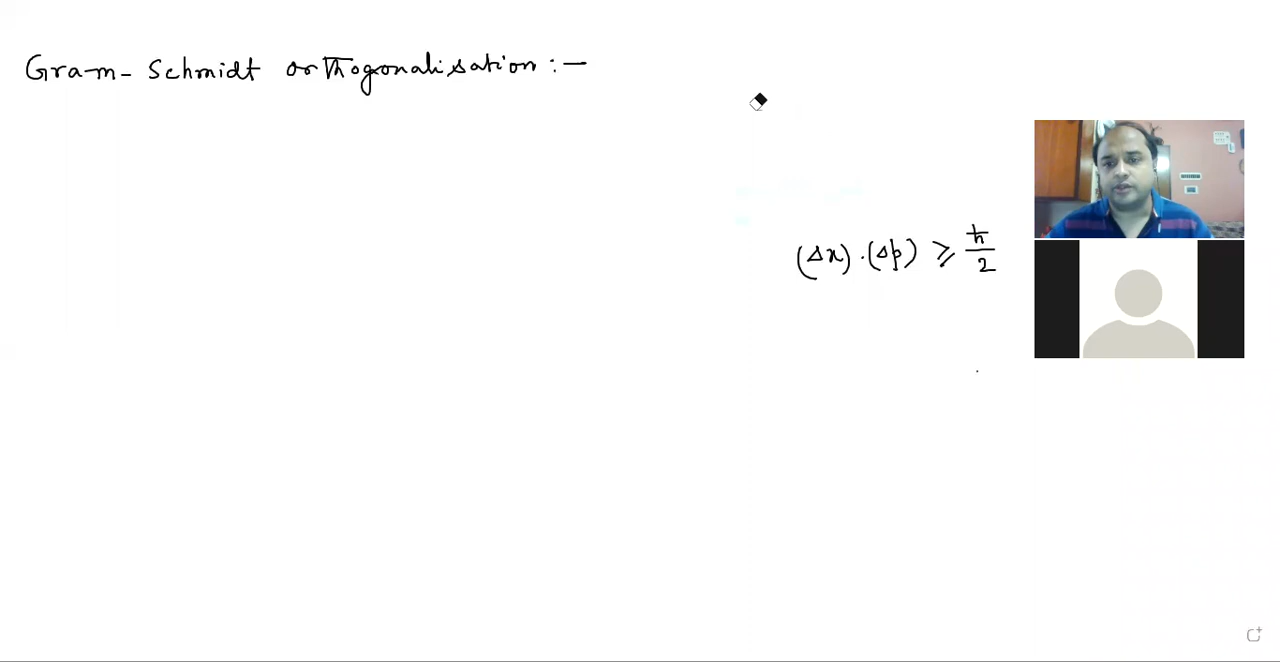 Gram-Schmidt orthogonalisation :-
(Δx).(Δp) ⩾ ħ/2